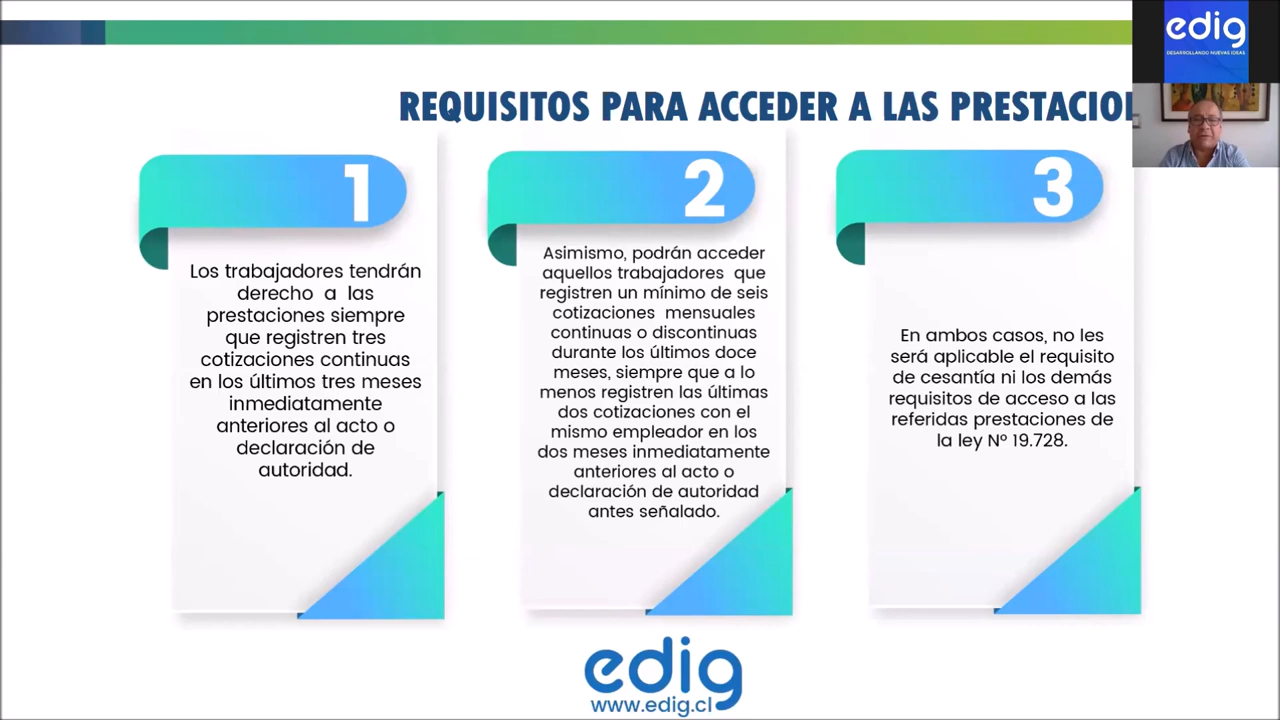 edig
DESARROLLANDO NUEVAS IDEAS
REQUISITOS PARA ACCEDER A LAS
1
Los trabajadores tendrán
derecho a las
prestaciones siempre
que registren tres
cotizaciones continuas
en los últimos tres meses
inmediatamente
anteriores al acto o
declaración de
autoridad.
2
Asimismo, podrán acceder
aquellos trabajadores que
registren un mínimo de seis
cotizaciones mensuales
continuas o discontinuas
durante los últimos doce
meses, siempre que a lo
menos registren las últimas
dos cotizaciones con el
mismo empleador en los
dos meses inmediatamente
anteriores al acto o
declaración de autoridad
antes señalado.
3
En ambos casos, no les
será aplicable el requisito
de cesantía ni los demás
requisitos de acceso a las
referidas prestaciones de
la ley Nº 19.728.
edig
www.edig.cl